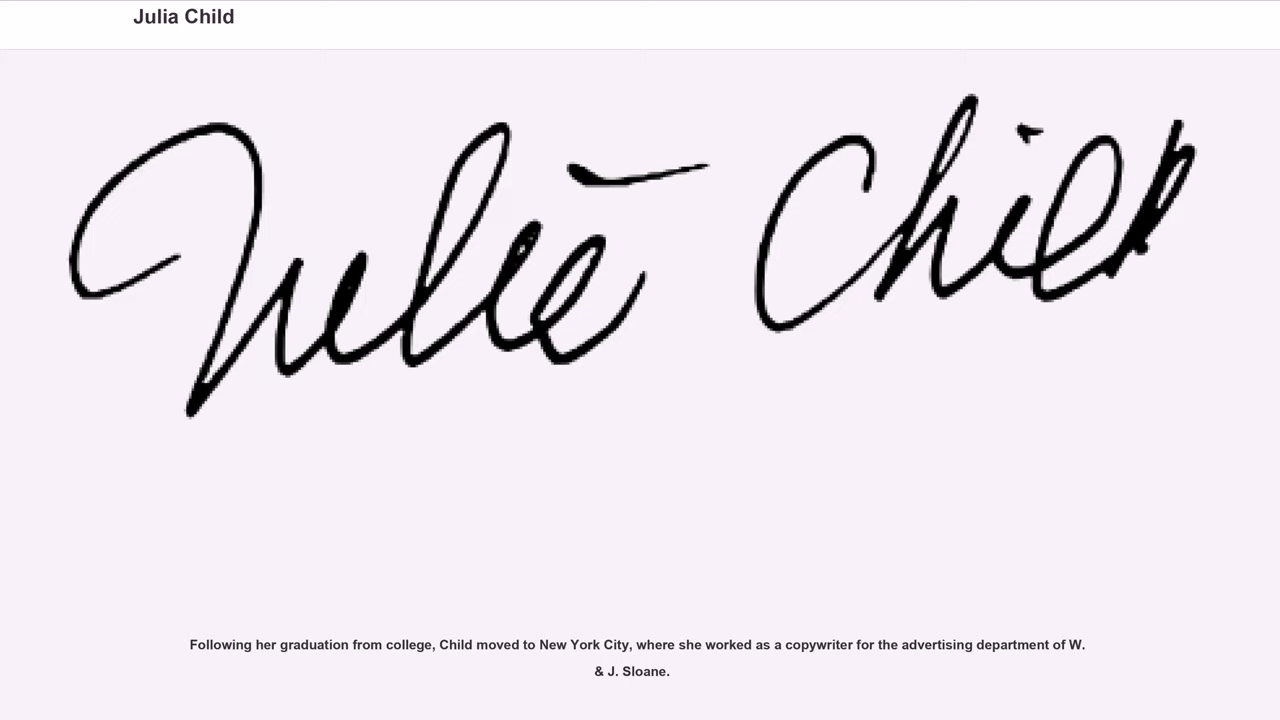 Julia Child
Julia Child
Following her graduation from college, Child moved to New York City, where she worked as a copywriter for the advertising department of W.
& J. Sloane.